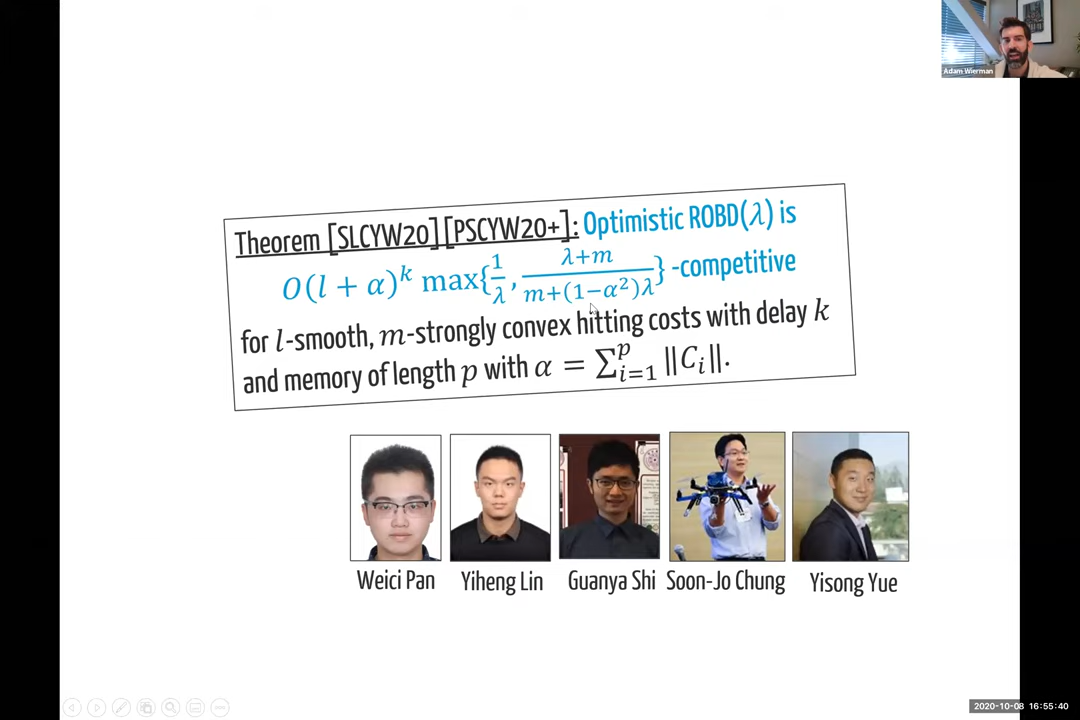 Adam Wierman
Theorem [SLCYW20][PSCYW20+]: Optimistic ROBD(λ) is
O(l + α)^k max{1/λ, (λ+m)/(m+(1−α²)λ)} -competitive
for l-smooth, m-strongly convex hitting costs with delay k
and memory of length p with α = ∑_{i=1}^{p} ‖C_i‖.
Weici Pan
Yiheng Lin
Guanya Shi
Soon-Jo Chung
Yisong Yue
2020-10-08 16:55:40